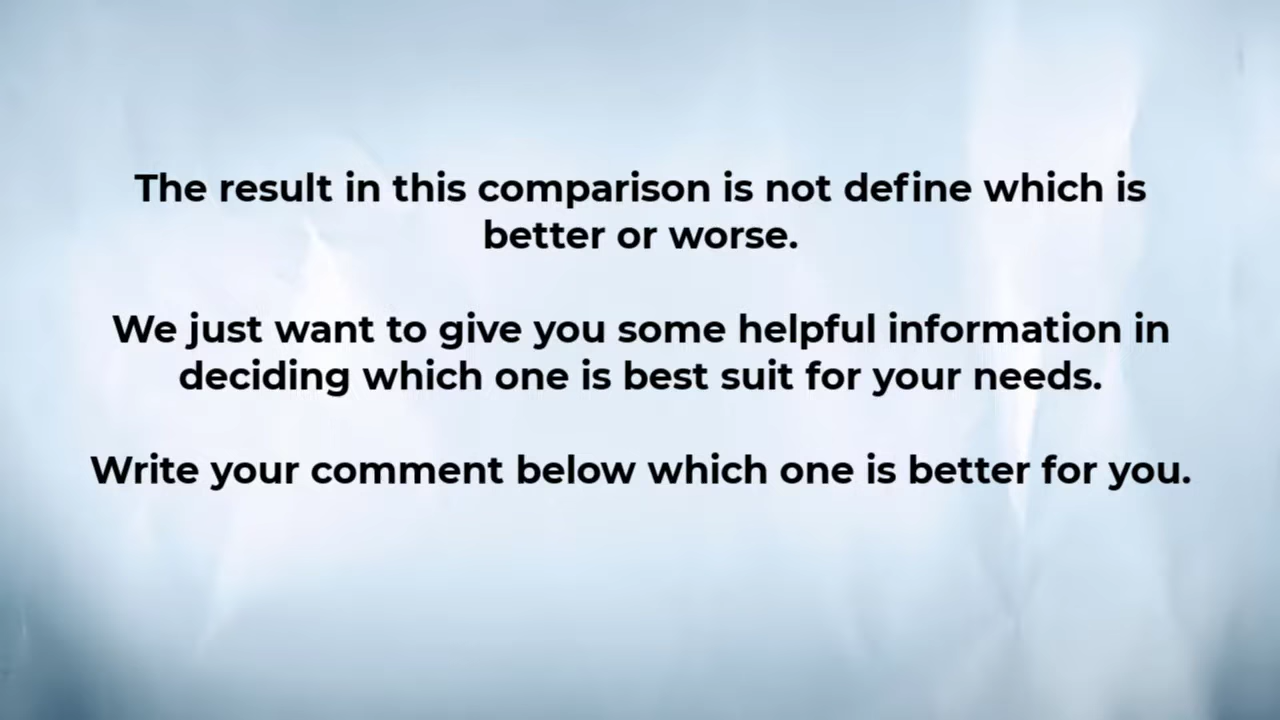 The result in this comparison is not define which is
better or worse.
We just want to give you some helpful information in
deciding which one is best suit for your needs.
Write your comment below which one is better for you.